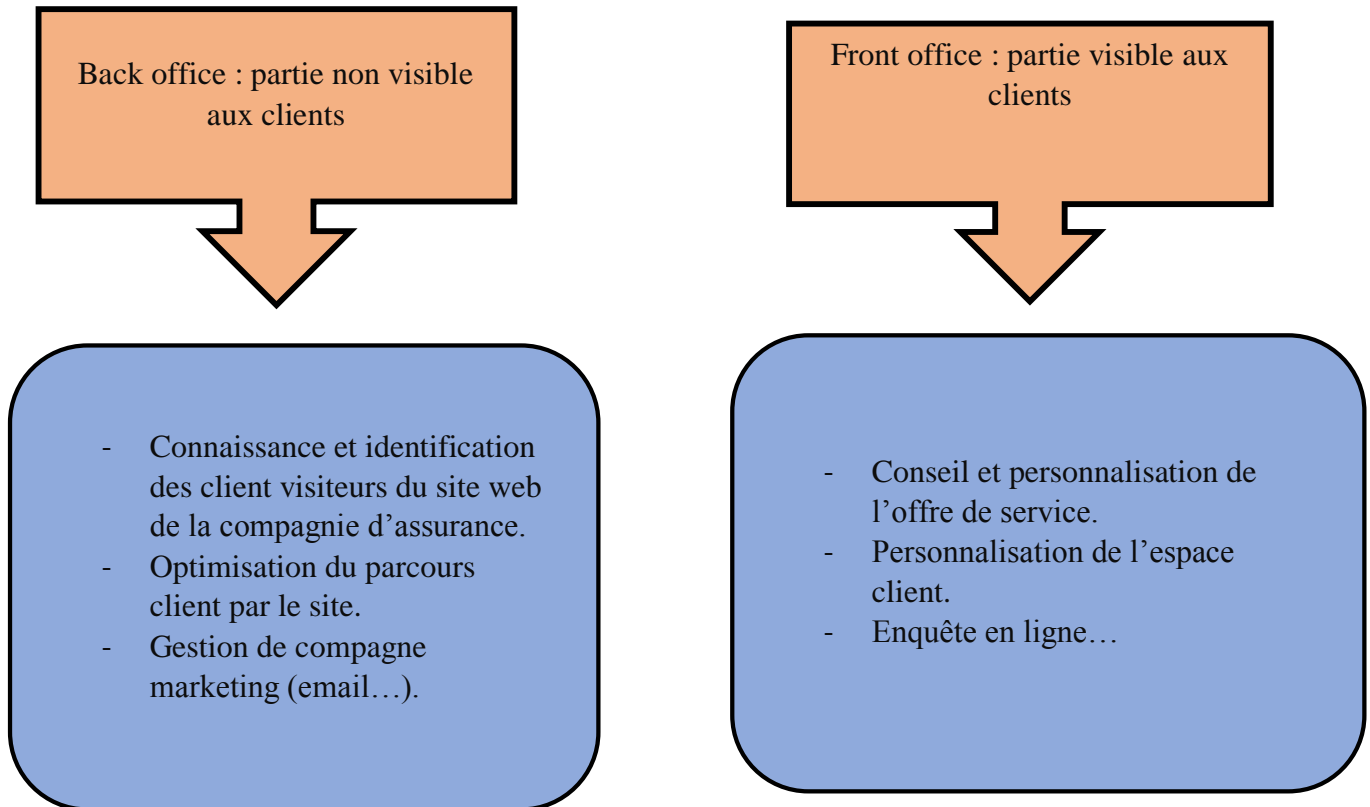 Back office : partie non visible
aux clients
Front office : partie visible aux
clients
- Connaissance et identification
des client visiteurs du site web
de la compagnie d’assurance.
- Optimisation du parcours
client par le site.
- Gestion de compagne
marketing (email…).
- Conseil et personnalisation de
l’offre de service.
- Personnalisation de l’espace
client.
- Enquête en ligne…